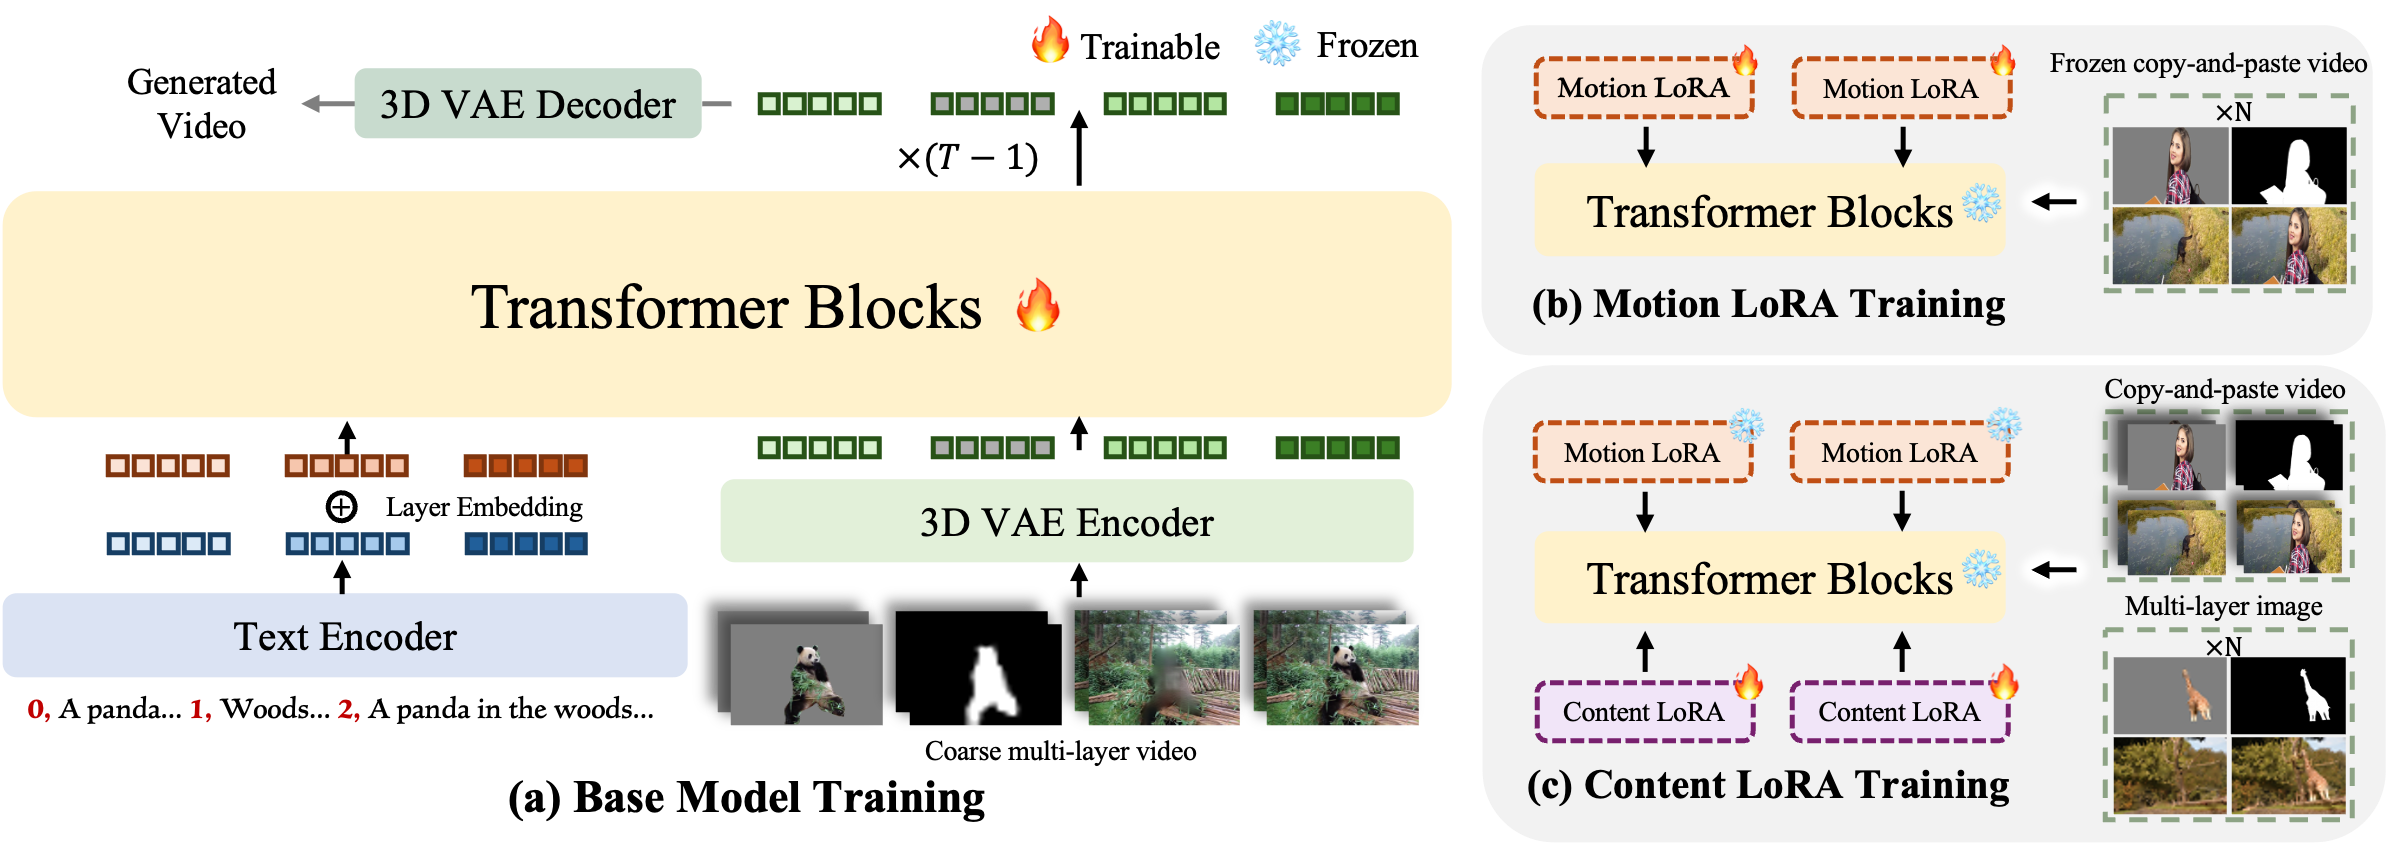 Trainable
Frozen
Generated
Video
3D VAE Decoder
×(T − 1)
Transformer Blocks
Layer Embedding
3D VAE Encoder
Text Encoder
0, A panda... 1, Woods... 2, A panda in the woods...
Coarse multi-layer video
(a) Base Model Training
Motion LoRA
Motion LoRA
Frozen copy-and-paste video
×N
Transformer Blocks
(b) Motion LoRA Training
Copy-and-paste video
Motion LoRA
Motion LoRA
Transformer Blocks
Multi-layer image
×N
Content LoRA
Content LoRA
(c) Content LoRA Training